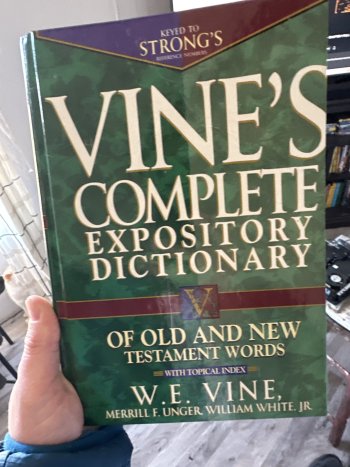 KEYED TO
STRONG'S
REFERENCE NUMBERS
VINE'S
COMPLETE
EXPOSITORY
DICTIONARY
V
OF OLD AND NEW
TESTAMENT WORDS
WITH TOPICAL INDEX
W.E. VINE,
MERRILL F. UNGER, WILLIAM WHITE, JR